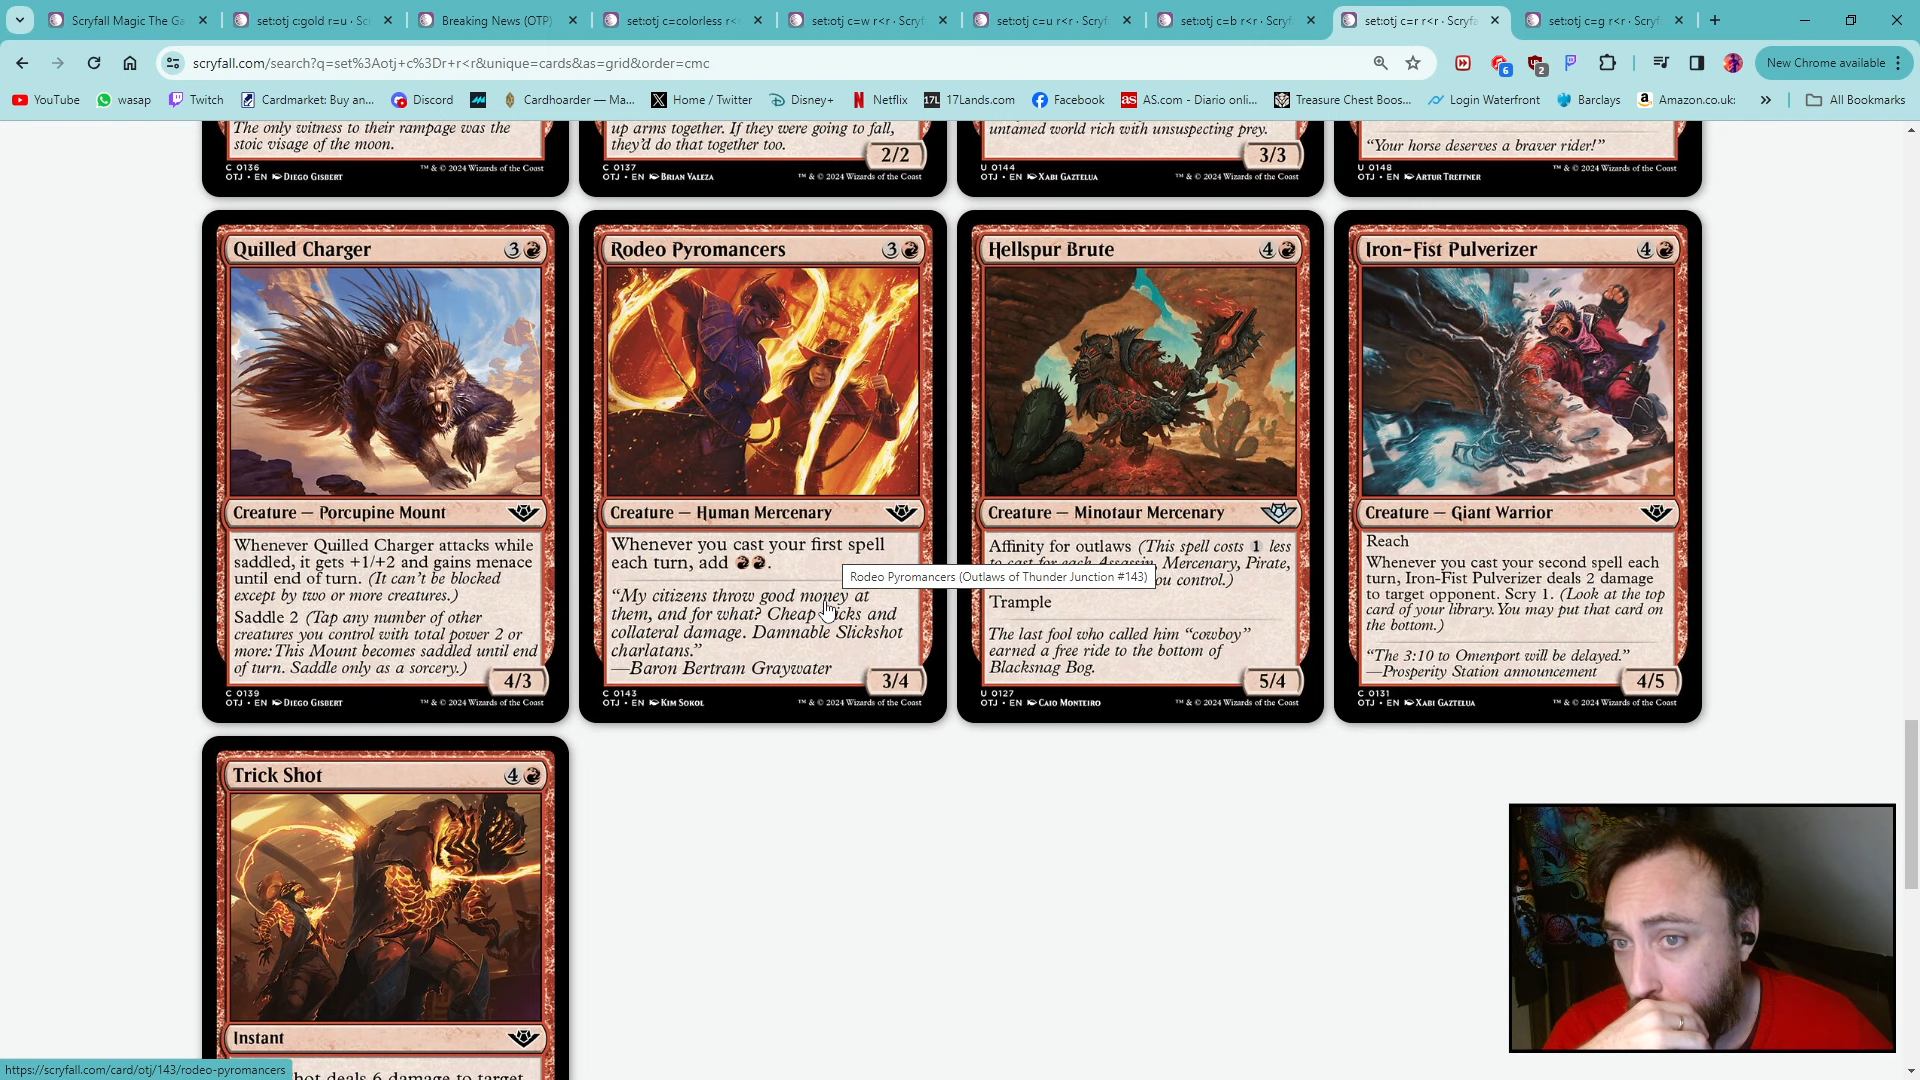 Scryfall Magic The Ga
set:otj c:gold r=u · Sc
Breaking News (OTP)
set:otj c=colorless r<
set:otj c=w r<r · Scryf
set:otj c=u r<r · Scryf
set:otj c=b r<r · Scryf
set:otj c=r r<r · Scryfa
set:otj c=g r<r · Scryf
scryfall.com/search?q=set%3Aotj+c%3Dr+r<r&unique=cards&as=grid&order=cmc
6
2
New Chrome available
YouTube
wasap
Twitch
Cardmarket: Buy an...
Discord
Cardhoarder — Ma...
Home / Twitter
Disney+
Netflix
17L 17Lands.com
Facebook
as AS.com - Diario onli...
Treasure Chest Boos...
Login Waterfront
Barclays
Amazon.co.uk:
All Bookmarks
The only witness to their rampage was the
stoic visage of the moon.
C 0136
OTJ • EN DIEGO GISBERT
™ & © 2024 Wizards of the Coast
up arms together. If they were going to fall,
they'd do that together too.
2/2
C 0137
OTJ • EN BRIAN VALEZA
™ & © 2024 Wizards of the Coast
untamed world rich with unsuspecting prey.
3/3
U 0144
OTJ • EN XABI GAZTELUA
™ & © 2024 Wizards of the Coast
“Your horse deserves a braver rider!”
U 0148
OTJ • EN ARTUR TREFFNER
™ & © 2024 Wizards of the Coast
Quilled Charger 3
Creature — Porcupine Mount
Whenever Quilled Charger attacks while
saddled, it gets +1/+2 and gains menace
until end of turn. (It can't be blocked
except by two or more creatures.)
Saddle 2 (Tap any number of other
creatures you control with total power 2 or
more: This Mount becomes saddled until end
of turn. Saddle only as a sorcery.)
4/3
C 0139
OTJ • EN DIEGO GISBERT
™ & © 2024 Wizards of the Coast
Rodeo Pyromancers 3
Creature — Human Mercenary
Whenever you cast your first spell
each turn, add .
“My citizens throw good money at
them, and for what? Cheap and
collateral damage. Damnable Slickshot
charlatans.”
—Baron Bertram Graywater
3/4
C 0143
OTJ • EN KIM SOKOL
™ & © 2024 Wizards of the Coast
Rodeo Pyromancers (Outlaws of Thunder Junction #143)
Hellspur Brute 4
Creature — Minotaur Mercenary
Affinity for outlaws (This spell costs 1 less
to cast for each Assassin, Mercenary, Pirate,
you control.)
Trample
The last fool who called him “cowboy”
earned a free ride to the bottom of
Blacksnag Bog.
5/4
U 0127
OTJ • EN CAIO MONTEIRO
™ & © 2024 Wizards of the Coast
Iron-Fist Pulverizer 4
Creature — Giant Warrior
Reach
Whenever you cast your second spell each
turn, Iron-Fist Pulverizer deals 2 damage
to target opponent. Scry 1. (Look at the top
card of your library. You may put that card on
the bottom.)
“The 3:10 to Omenport will be delayed.”
—Prosperity Station announcement
4/5
C 0131
OTJ • EN XABI GAZTELUA
™ & © 2024 Wizards of the Coast
Trick Shot 4
Instant
deals 6 damage to target
https://scryfall.com/card/otj/143/rodeo-pyromancers